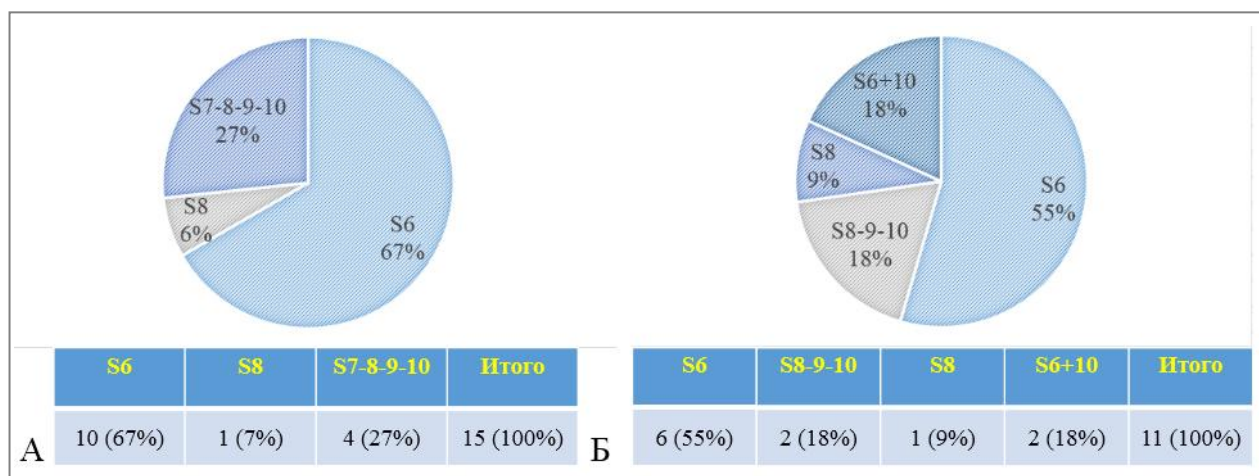 S7-8-9-10
27%
S8
6%
S6
67%
S6 S8 S7-8-9-10 Итого
10 (67%) 1 (7%) 4 (27%) 15 (100%)
А
S6+10
18%
S8
9%
S6
55%
S8-9-10
18%
S6 S8-9-10 S8 S6+10 Итого
6 (55%) 2 (18%) 1 (9%) 2 (18%) 11 (100%)
Б